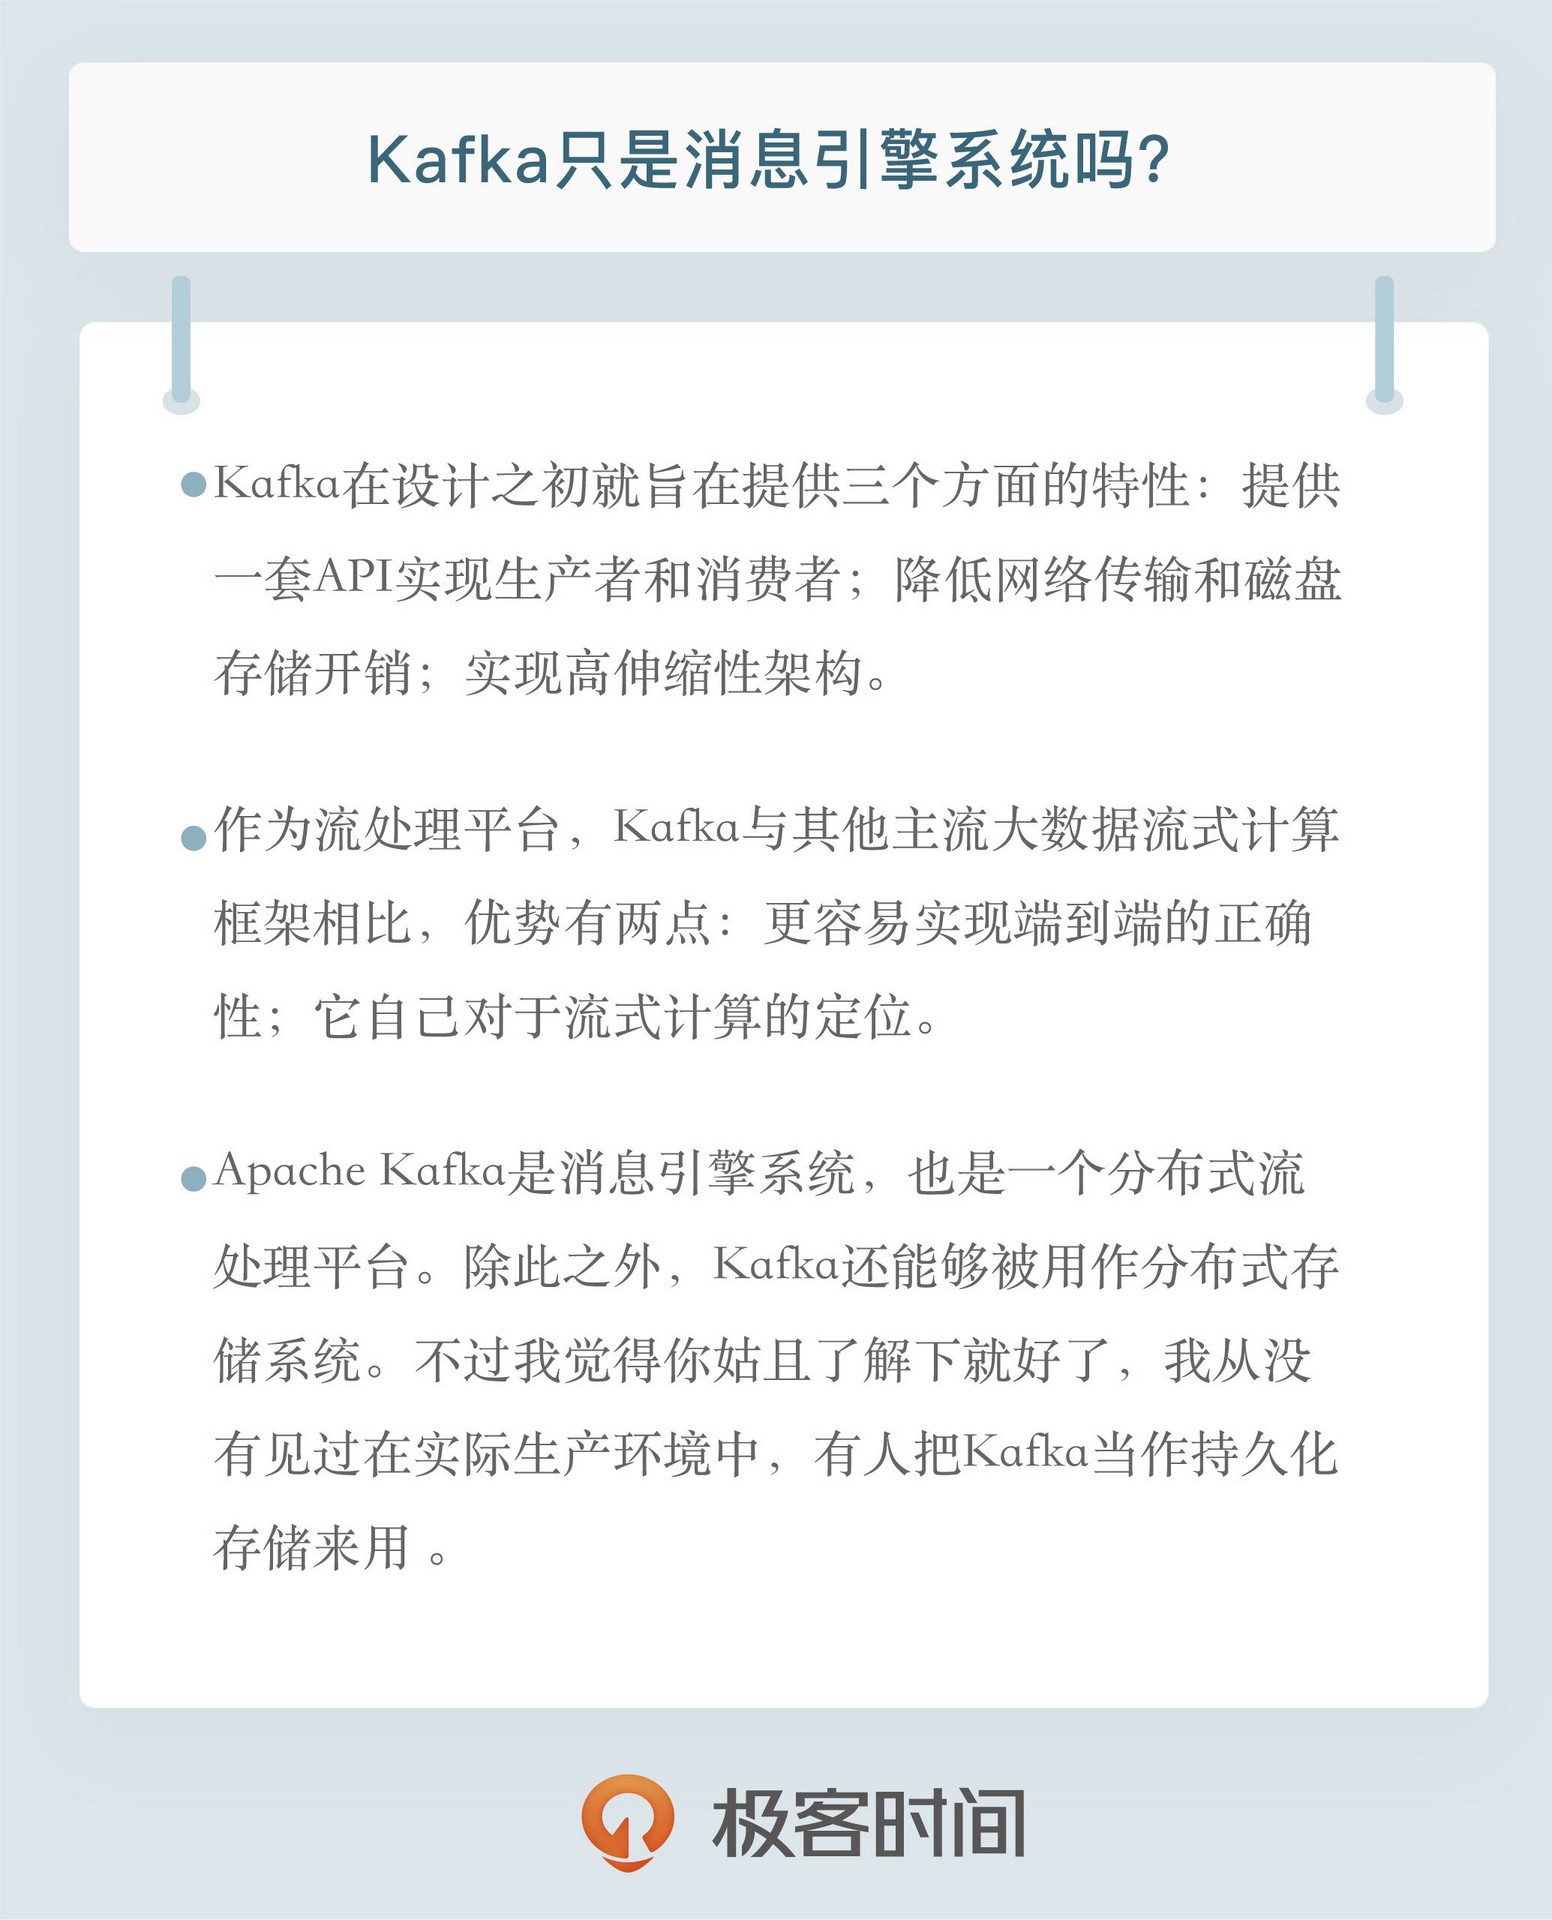 Kafka只是消息引擎系统吗?
Kafka在设计之初就旨在提供三个方面的特性：提供
一套API实现生产者和消费者；降低网络传输和磁盘
存储开销；实现高伸缩性架构。
作为流处理平台，Kafka与其他主流大数据流式计算
框架相比，优势有两点：更容易实现端到端的正确
性；它自己对于流式计算的定位。
Apache Kafka是消息引擎系统，也是一个分布式流
处理平台。除此之外，Kafka还能够被用作分布式存
储系统。不过我觉得你姑且了解下就好了，我从没
有见过在实际生产环境中，有人把Kafka当作持久化
存储来用 。
极客时间